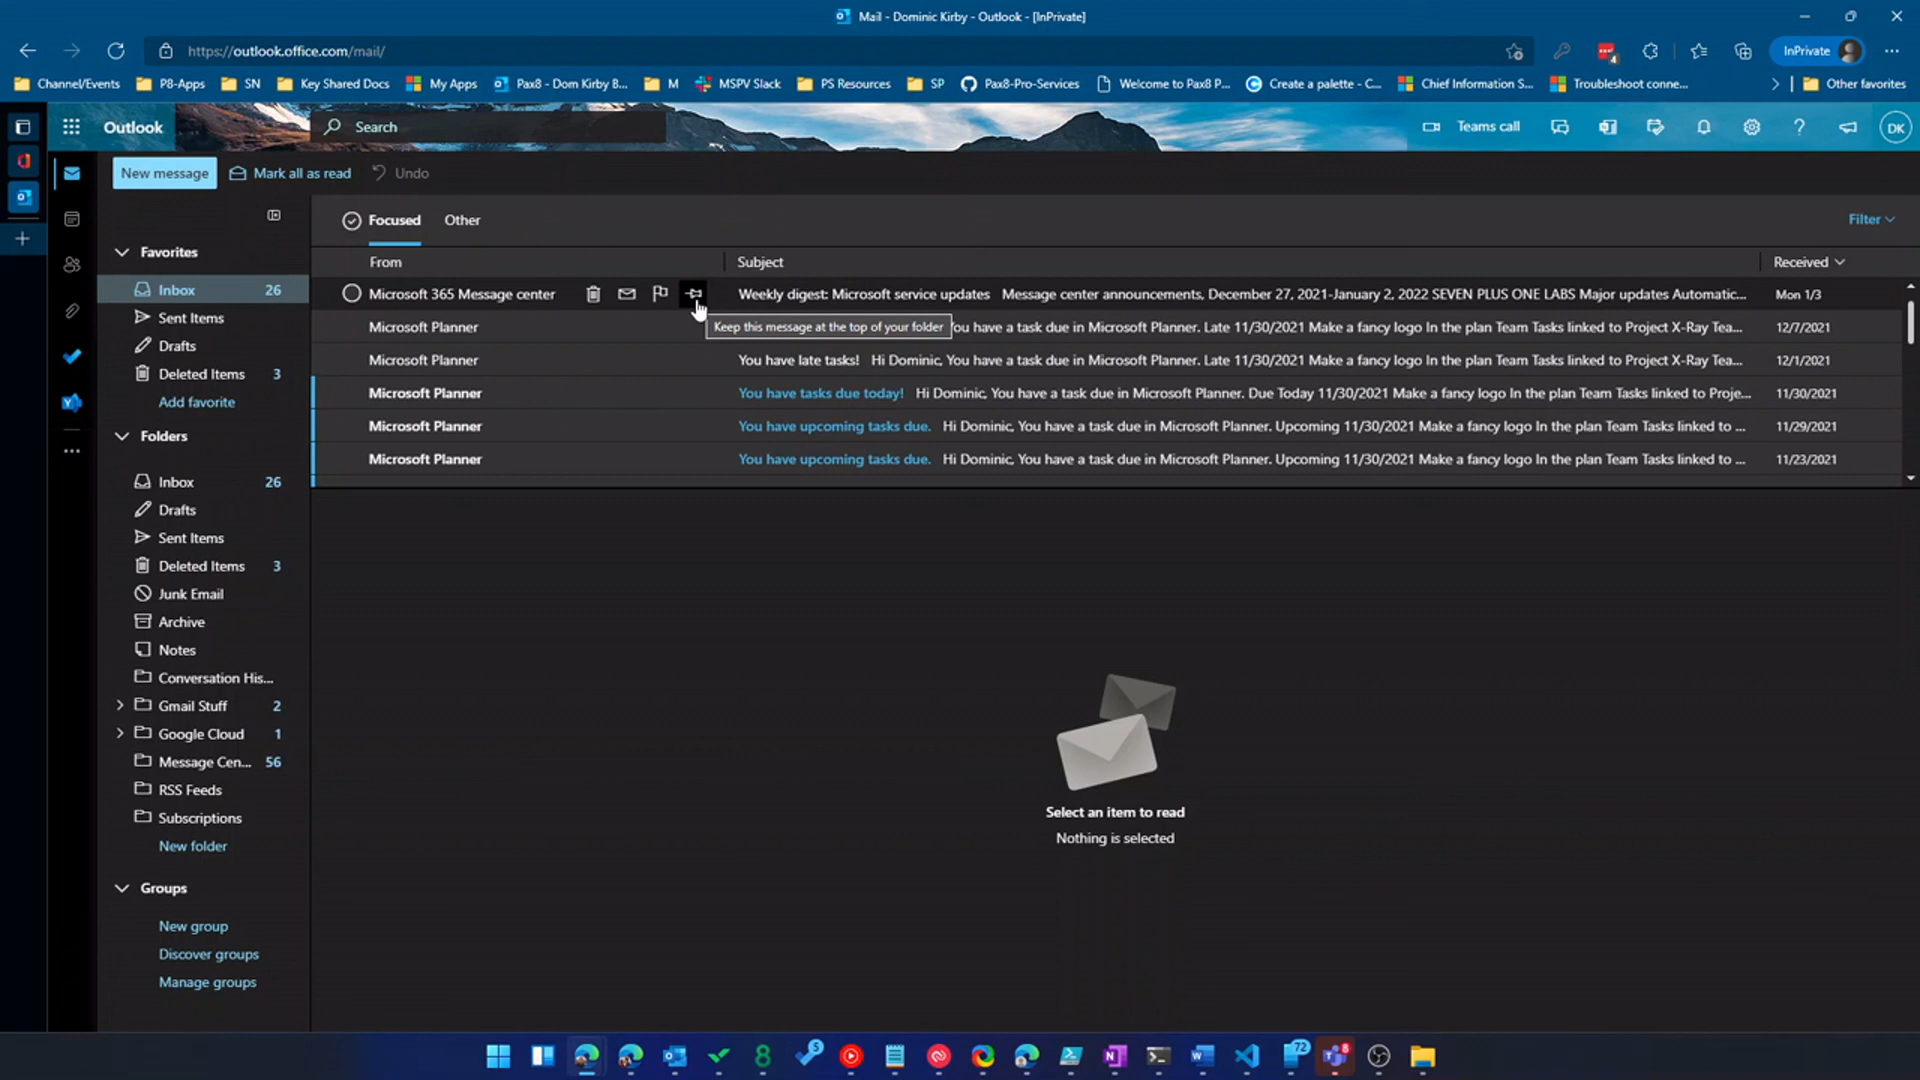 Mail - Dominic Kirby - Outlook - [InPrivate]
https://outlook.office.com/mail/
4
InPrivate
Channel/Events
P8-Apps
SN
Key Shared Docs
My Apps
Pax8 - Dom Kirby B...
M
MSPV Slack
PS Resources
SP
Pax8-Pro-Services
Welcome to Pax8 P...
Create a palette - C...
Chief Information S...
Troubleshoot conne...
Other favorites
Outlook
Search
Teams call
DK
New message
Mark all as read
Undo
Focused
Other
Filter
Favorites
From
Subject
Received
Inbox 26
Microsoft 365 Message center
Weekly digest: Microsoft service updates Message center announcements, December 27, 2021-January 2, 2022 SEVEN PLUS ONE LABS Major updates Automatic...
Mon 1/3
Sent Items
Microsoft Planner
Keep this message at the top of your folder
ou have a task due in Microsoft Planner. Late 11/30/2021 Make a fancy logo In the plan Team Tasks linked to Project X-Ray Tea...
12/7/2021
Drafts
Microsoft Planner
You have late tasks! Hi Dominic, You have a task due in Microsoft Planner. Late 11/30/2021 Make a fancy logo In the plan Team Tasks linked to Project X-Ray Tea...
12/1/2021
Deleted Items 3
Microsoft Planner
You have tasks due today! Hi Dominic, You have a task due in Microsoft Planner. Due Today 11/30/2021 Make a fancy logo In the plan Team Tasks linked to Proje...
11/30/2021
Add favorite
Microsoft Planner
You have upcoming tasks due. Hi Dominic, You have a task due in Microsoft Planner. Upcoming 11/30/2021 Make a fancy logo In the plan Team Tasks linked to ...
11/29/2021
Folders
Microsoft Planner
You have upcoming tasks due. Hi Dominic, You have a task due in Microsoft Planner. Upcoming 11/30/2021 Make a fancy logo In the plan Team Tasks linked to ...
11/23/2021
Inbox 26
Drafts
Sent Items
Deleted Items 3
Junk Email
Archive
Notes
Conversation His...
Gmail Stuff 2
Google Cloud 1
Message Cen... 56
RSS Feeds
Subscriptions
New folder
Select an item to read
Nothing is selected
Groups
New group
Discover groups
Manage groups
8
5
72
8